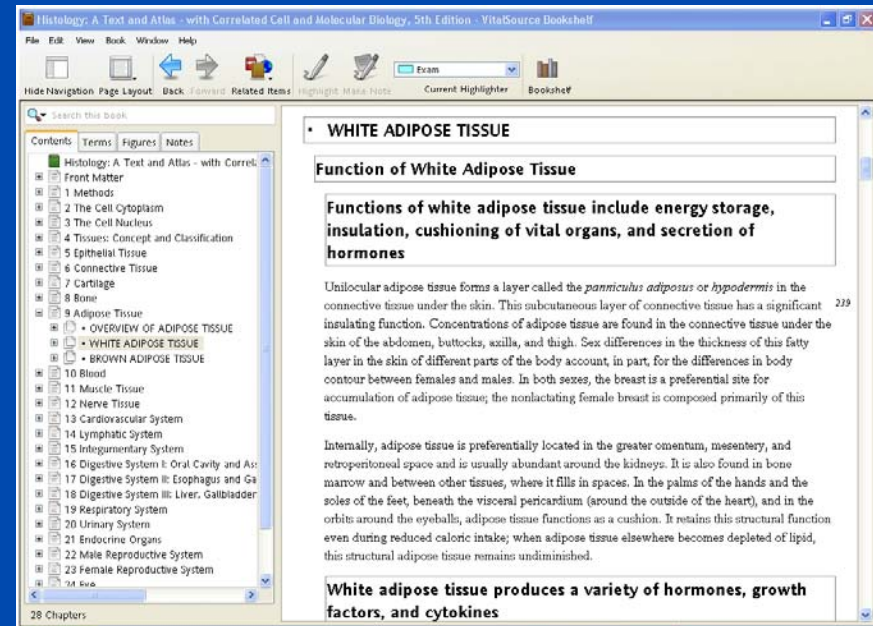 Histology: A Text and Atlas - with Correlated Cell and Molecular Biology, 5th Edition - VitalSource Bookshelf
File Edit View Book Window Help
Hide Navigation Page Layout Back Forward Related Items Highlight Make Note Exam Current Highlighter Bookshelf
Search this book
Contents Terms Figures Notes
Histology: A Text and Atlas - with Correla
Front Matter
1 Methods
2 The Cell Cytoplasm
3 The Cell Nucleus
4 Tissues: Concept and Classification
5 Epithelial Tissue
6 Connective Tissue
7 Cartilage
8 Bone
9 Adipose Tissue
• OVERVIEW OF ADIPOSE TISSUE
• WHITE ADIPOSE TISSUE
• BROWN ADIPOSE TISSUE
10 Blood
11 Muscle Tissue
12 Nerve Tissue
13 Cardiovascular System
14 Lymphatic System
15 Integumentary System
16 Digestive System I: Oral Cavity and Ass
17 Digestive System II: Esophagus and Ga
18 Digestive System III: Liver, Gallbladder
19 Respiratory System
20 Urinary System
21 Endocrine Organs
22 Male Reproductive System
23 Female Reproductive System
24 Eye
28 Chapters
• WHITE ADIPOSE TISSUE
Function of White Adipose Tissue
Functions of white adipose tissue include energy storage,
insulation, cushioning of vital organs, and secretion of
hormones
Unilocular adipose tissue forms a layer called the panniculus adiposus or hypodermis in the
connective tissue under the skin. This subcutaneous layer of connective tissue has a significant 239
insulating function. Concentrations of adipose tissue are found in the connective tissue under the
skin of the abdomen, buttocks, axilla, and thigh. Sex differences in the thickness of this fatty
layer in the skin of different parts of the body account, in part, for the differences in body
contour between females and males. In both sexes, the breast is a preferential site for
accumulation of adipose tissue; the nonlactating female breast is composed primarily of this
tissue.
Internally, adipose tissue is preferentially located in the greater omentum, mesentery, and
retroperitoneal space and is usually abundant around the kidneys. It is also found in bone
marrow and between other tissues, where it fills in spaces. In the palms of the hands and the
soles of the feet, beneath the visceral pericardium (around the outside of the heart), and in the
orbits around the eyeballs, adipose tissue functions as a cushion. It retains this structural function
even during reduced caloric intake; when adipose tissue elsewhere becomes depleted of lipid,
this structural adipose tissue remains undiminished.
White adipose tissue produces a variety of hormones, growth
factors, and cytokines